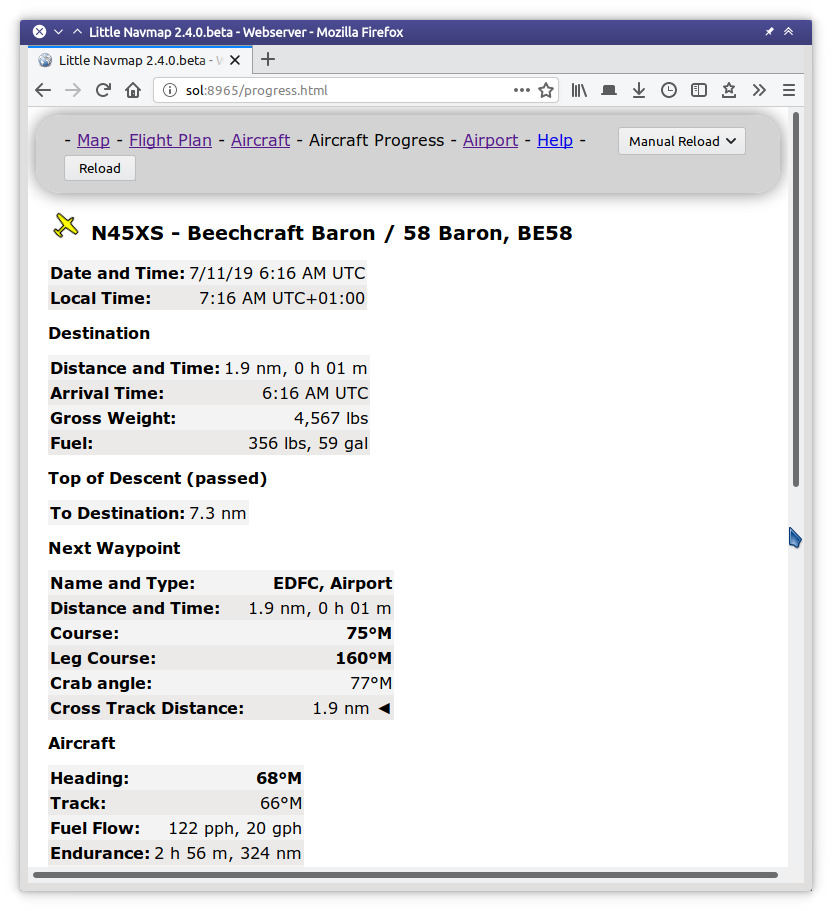 Little Navmap 2.4.0.beta - Webserver - Mozilla Firefox
Little Navmap 2.4.0.beta - W
sol:8965/progress.html
- Map - Flight Plan - Aircraft - Aircraft Progress - Airport - Help - Manual Reload
Reload
N45XS - Beechcraft Baron / 58 Baron, BE58
Date and Time: 7/11/19 6:16 AM UTC
Local Time: 7:16 AM UTC+01:00
Destination
Distance and Time: 1.9 nm, 0 h 01 m
Arrival Time: 6:16 AM UTC
Gross Weight: 4,567 lbs
Fuel: 356 lbs, 59 gal
Top of Descent (passed)
To Destination: 7.3 nm
Next Waypoint
Name and Type: EDFC, Airport
Distance and Time: 1.9 nm, 0 h 01 m
Course: 75°M
Leg Course: 160°M
Crab angle: 77°M
Cross Track Distance: 1.9 nm ◄
Aircraft
Heading: 68°M
Track: 66°M
Fuel Flow: 122 pph, 20 gph
Endurance: 2 h 56 m, 324 nm